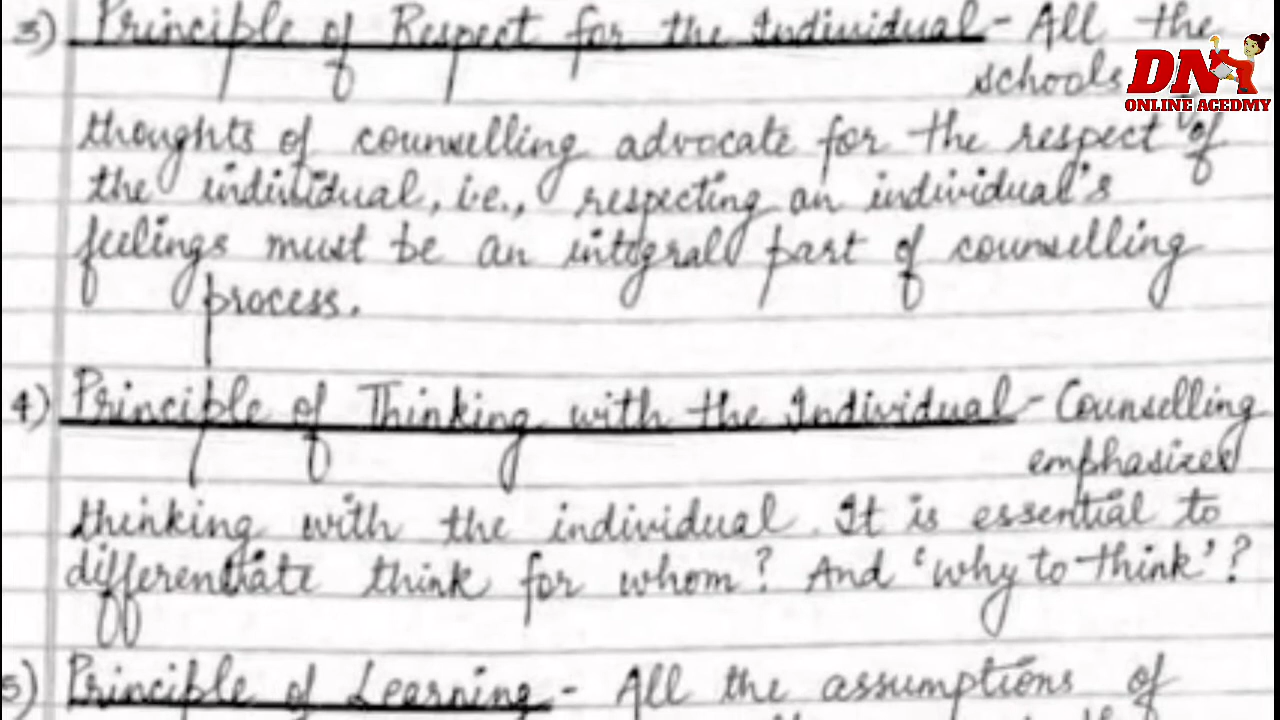 3) Principle of Respect for the Individual - All the
schools
DN
ONLINE ACEDMY
thoughts of counselling advocate for the respect of
the individual, i.e., respecting an individual's
feelings must be an integral part of counselling
process.
4) Principle of Thinking with the Individual - Counselling
emphasizes
thinking with the individual. It is essential to
differentiate think for whom? And 'why to think'?
5) Principle of Learning - All the assumptions of